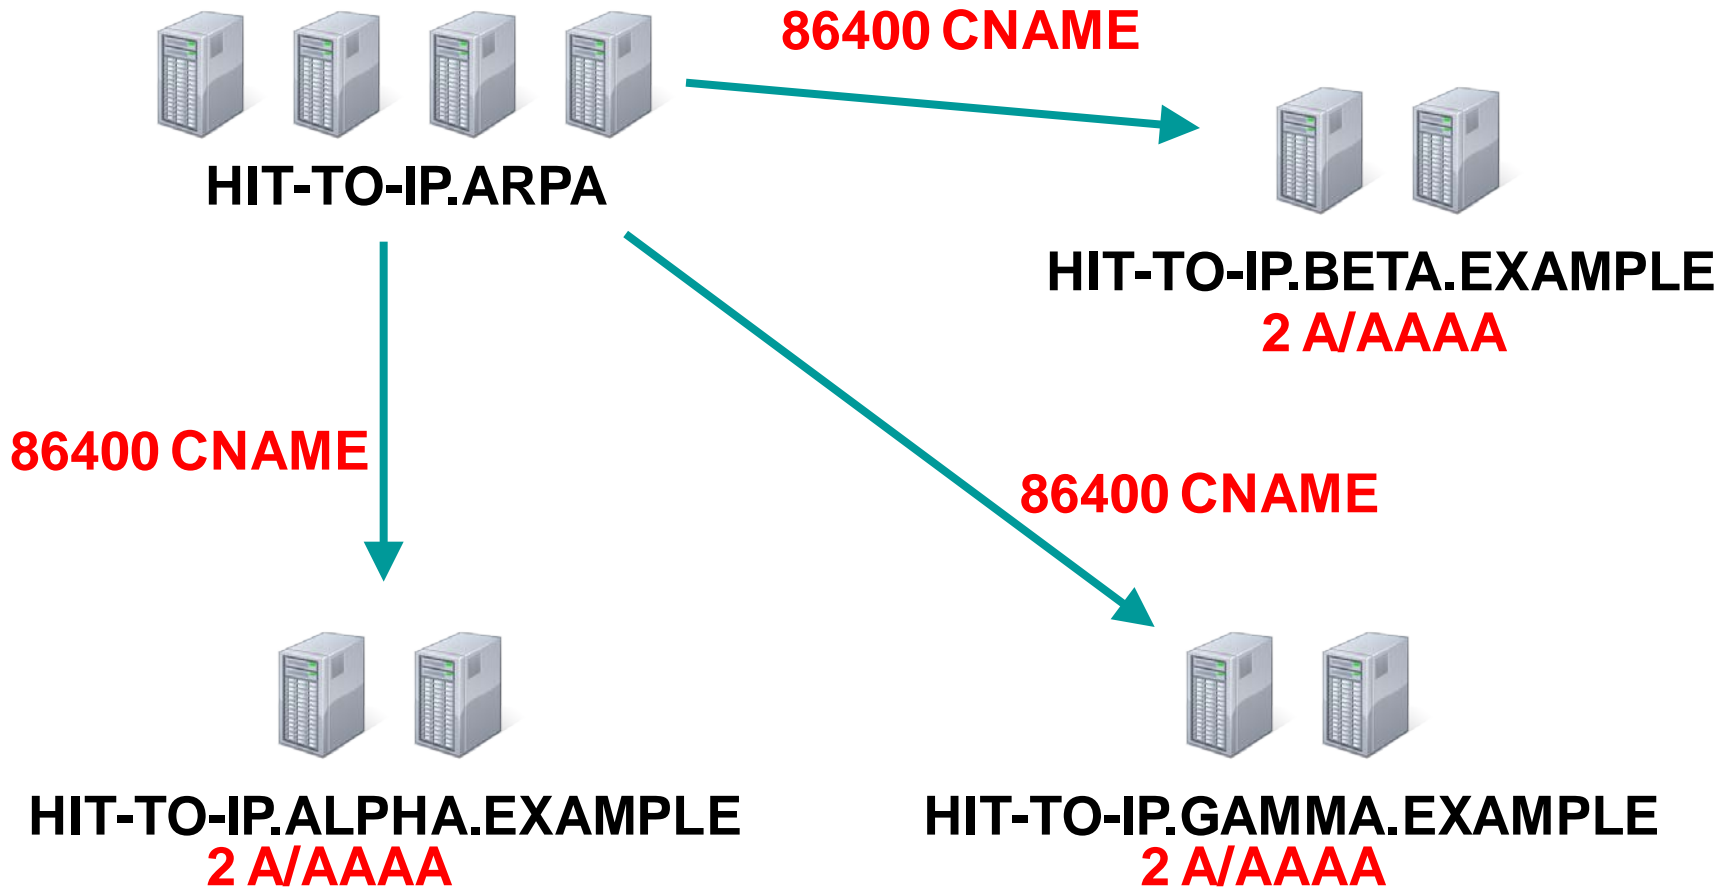 86400 CNAME
HIT-TO-IP.ARPA
HIT-TO-IP.BETA.EXAMPLE
2 A/AAAA
86400 CNAME
86400 CNAME
HIT-TO-IP.ALPHA.EXAMPLE
2 A/AAAA
HIT-TO-IP.GAMMA.EXAMPLE
2 A/AAAA